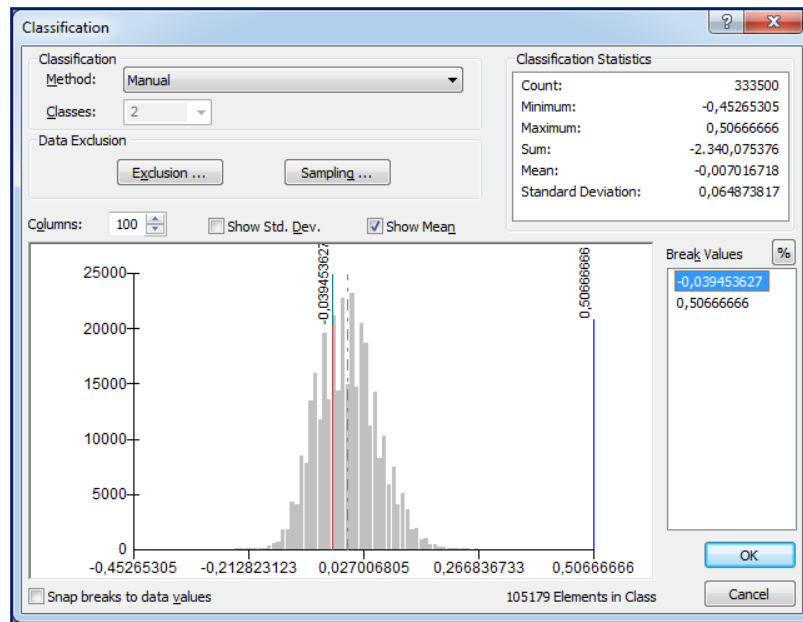 Classification
Classification
Method: Manual
Classes: 2
Data Exclusion
Exclusion ...
Sampling ...
Classification Statistics
Count: 333500
Minimum: -0,45265305
Maximum: 0,50666666
Sum: -2.340,075376
Mean: -0,007016718
Standard Deviation: 0,064873817
Columns: 100 Show Std. Dev. Show Mean
Break Values %
-0,039453627
0,50666666
-0,039453627
0,50666666
25000
20000
15000
10000
5000
0
-0,45265305 -0,212823123 0,027006805 0,266836733 0,50666666
OK
Snap breaks to data values
105179 Elements in Class
Cancel